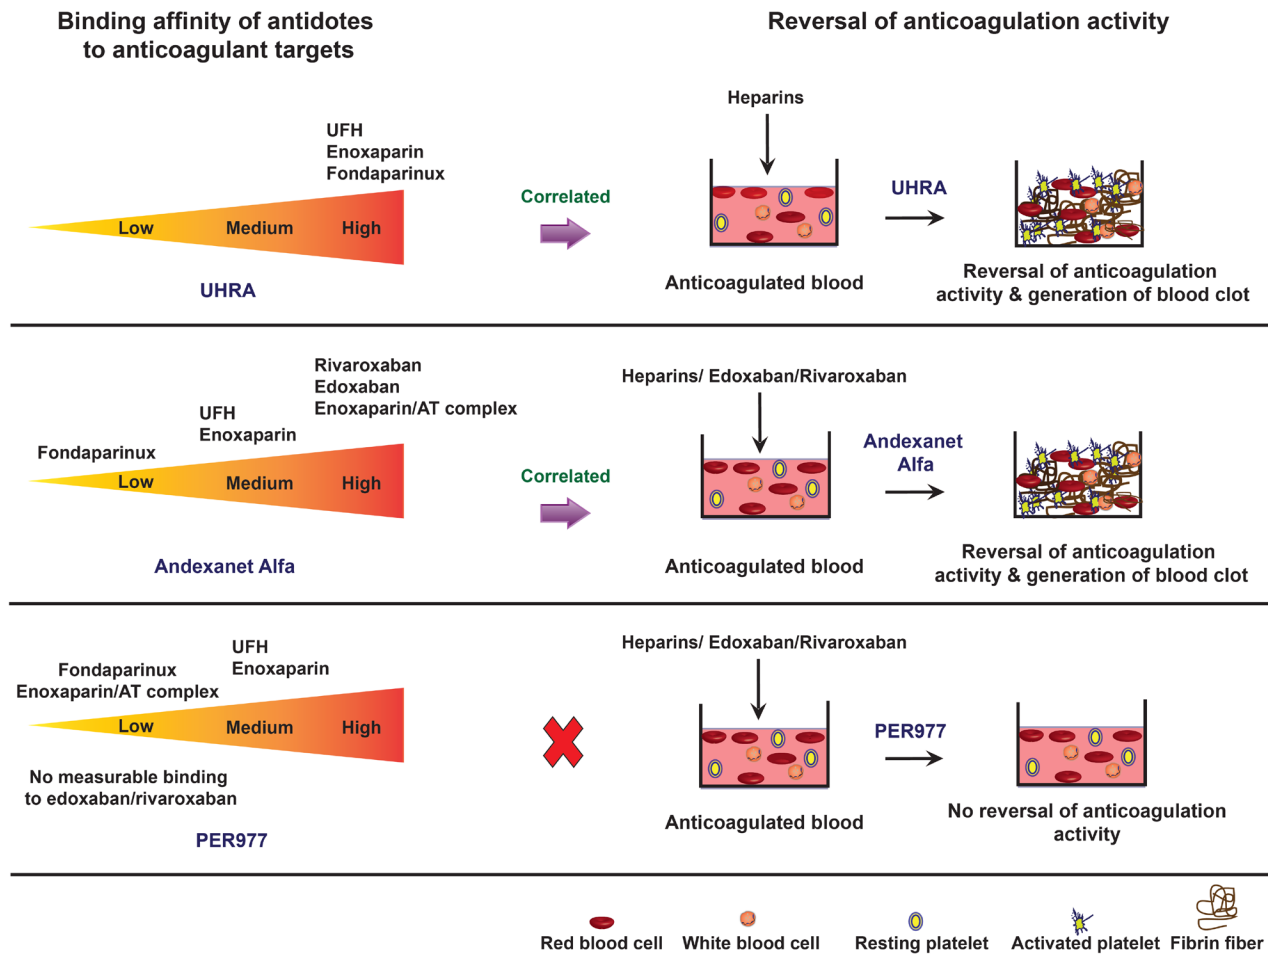 Binding affinity of antidotes
to anticoagulant targets
Reversal of anticoagulation activity
UFH
Enoxaparin
Fondaparinux
Low
Medium
High
UHRA
Correlated
Heparins
Anticoagulated blood
UHRA
Reversal of anticoagulation
activity & generation of blood clot
Rivaroxaban
Edoxaban
Enoxaparin/AT complex
UFH
Enoxaparin
Fondaparinux
Low
Medium
High
Andexanet Alfa
Correlated
Heparins/ Edoxaban/Rivaroxaban
Anticoagulated blood
Andexanet
Alfa
Reversal of anticoagulation
activity & generation of blood clot
UFH
Enoxaparin
Fondaparinux
Enoxaparin/AT complex
Low
Medium
High
No measurable binding
to edoxaban/rivaroxaban
PER977
Heparins/ Edoxaban/Rivaroxaban
Anticoagulated blood
PER977
No reversal of anticoagulation
activity
Red blood cell
White blood cell
Resting platelet
Activated platelet
Fibrin fiber